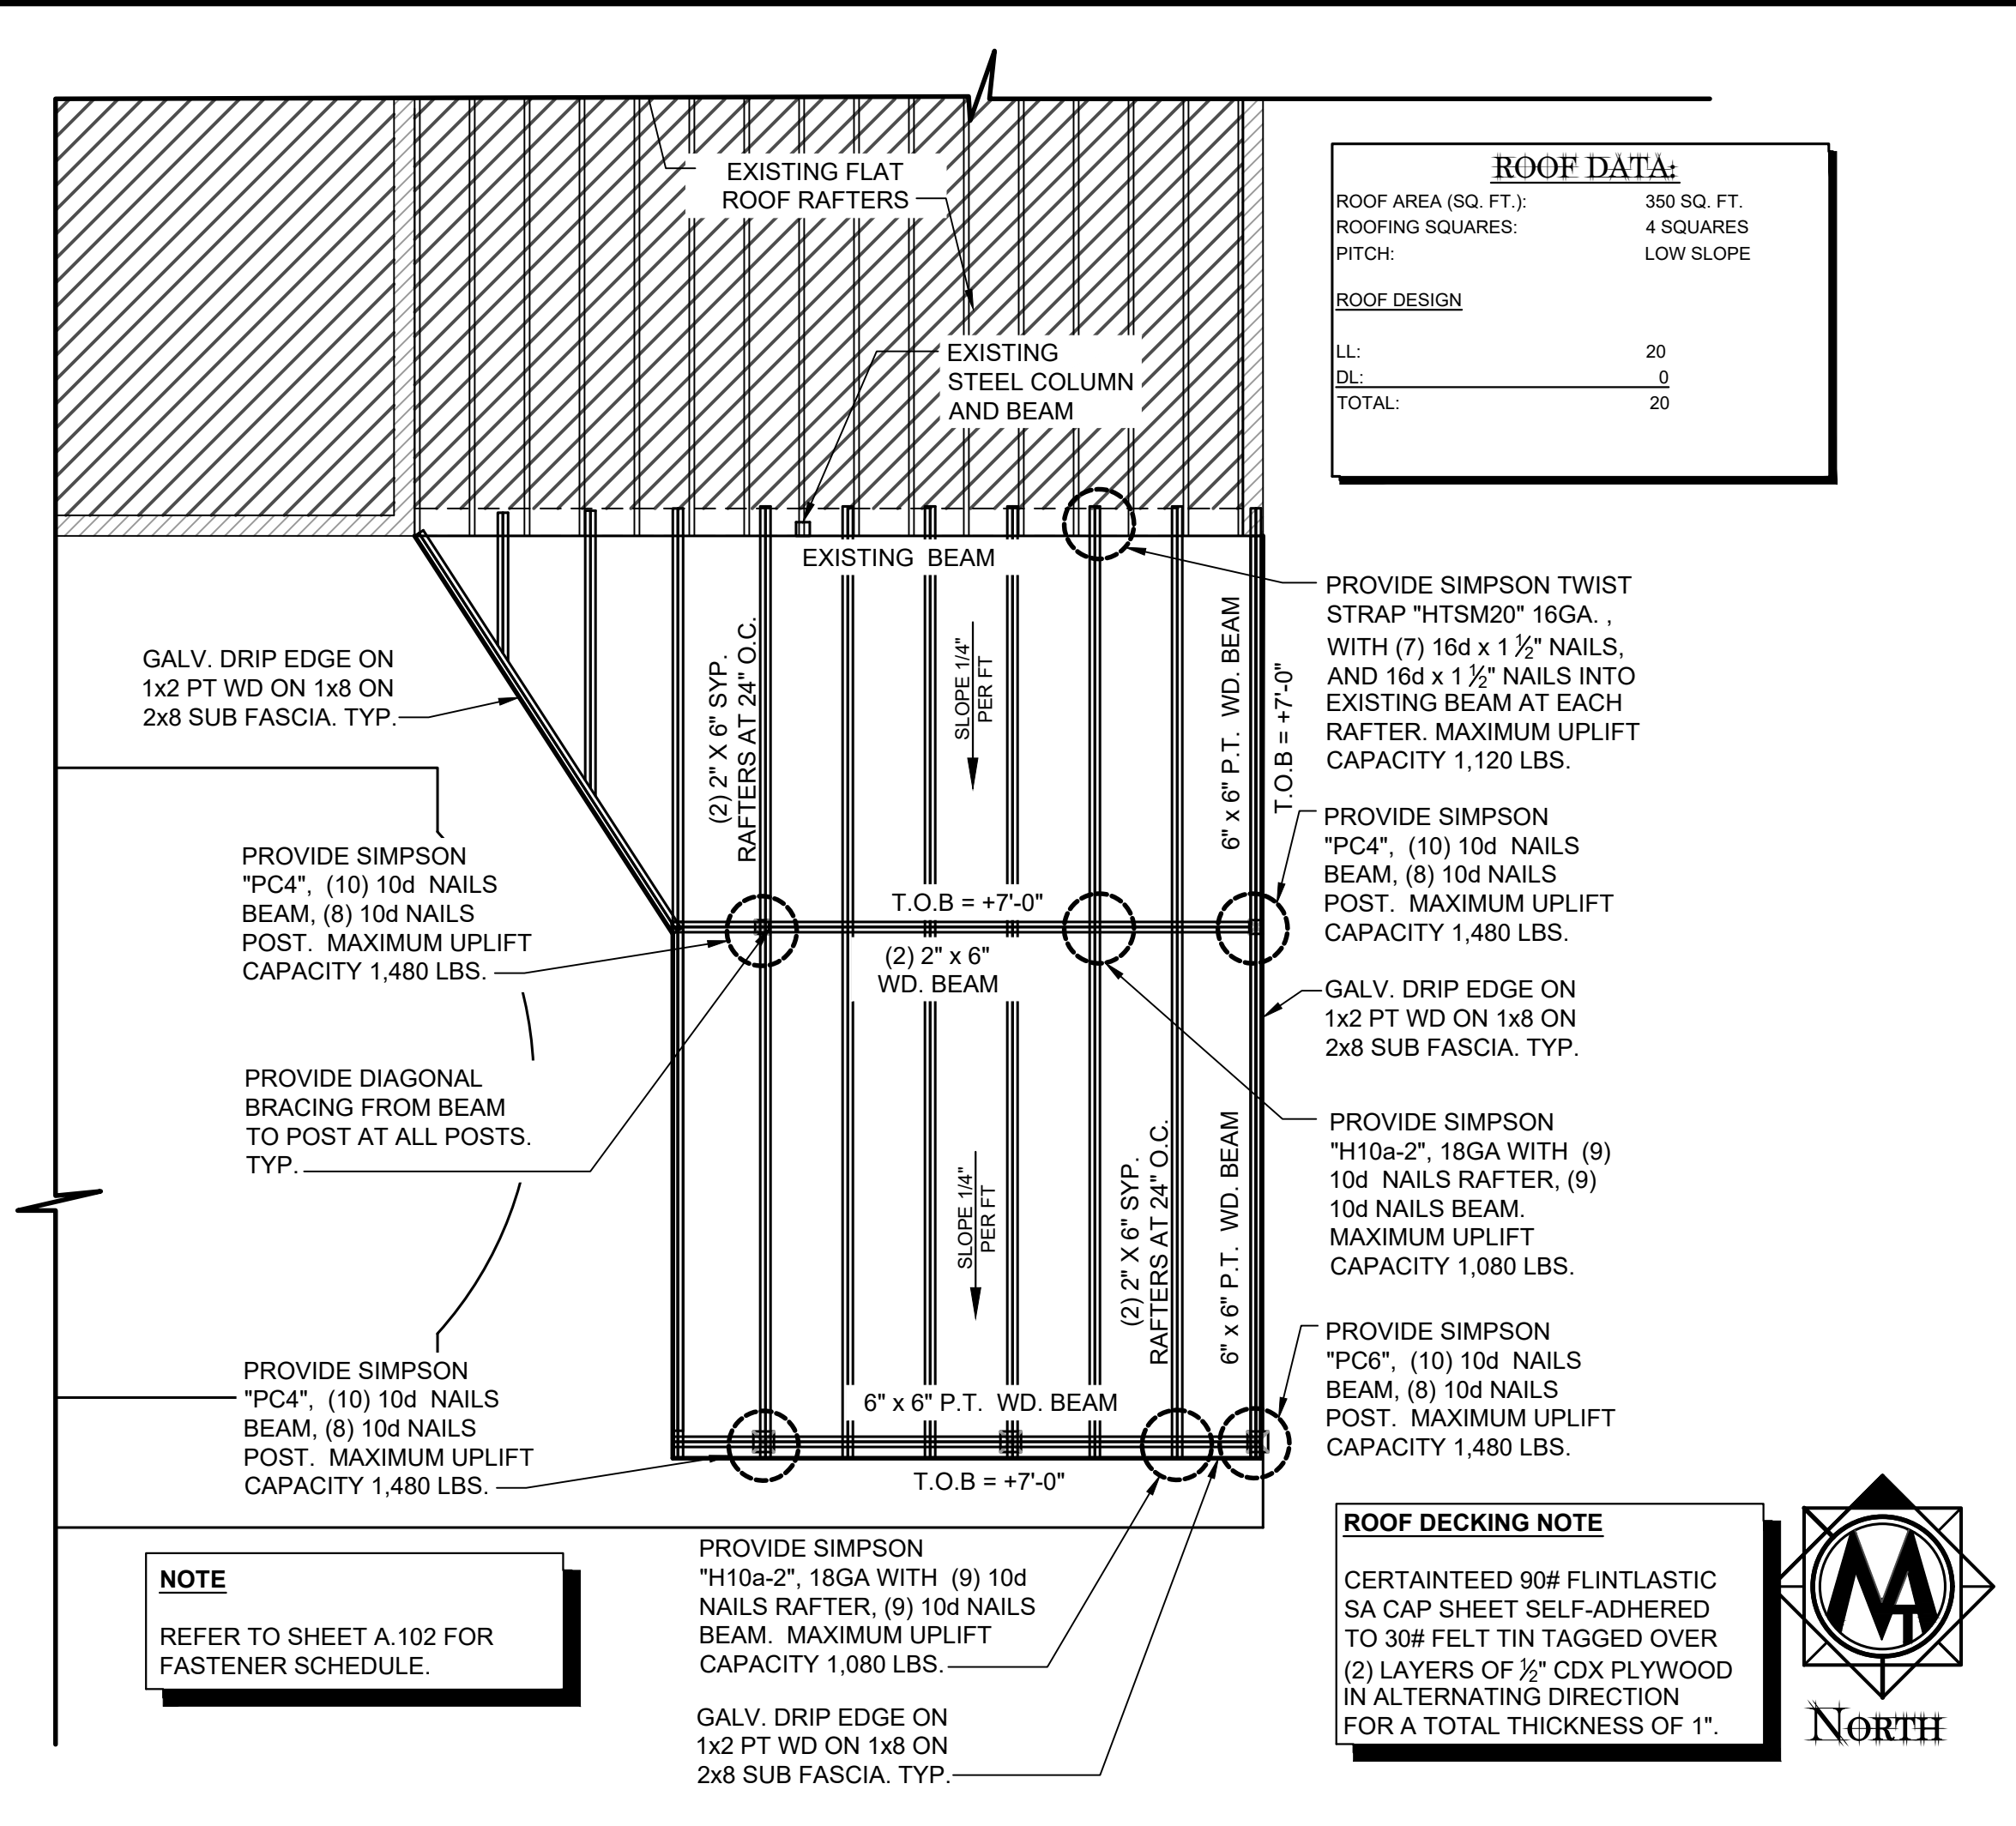 EXISTING FLAT
ROOF RAFTERS
ROOF DATA:
ROOF AREA (SQ. FT.): 350 SQ. FT.
ROOFING SQUARES: 4 SQUARES
PITCH: LOW SLOPE
ROOF DESIGN
LL: 20
DL: 0
TOTAL: 20
EXISTING
STEEL COLUMN
AND BEAM
EXISTING BEAM
PROVIDE SIMPSON TWIST
STRAP "HTSM20" 16GA. ,
WITH (7) 16d x 1 ½" NAILS,
AND 16d x 1 ½" NAILS INTO
EXISTING BEAM AT EACH
RAFTER. MAXIMUM UPLIFT
CAPACITY 1,120 LBS.
GALV. DRIP EDGE ON
1x2 PT WD ON 1x8 ON
2x8 SUB FASCIA. TYP.
(2) 2" X 6" SYP.
RAFTERS AT 24" O.C.
SLOPE 1/4"
PER FT
6" x 6" P.T. WD. BEAM
T.O.B = +7'-0"
PROVIDE SIMPSON
"PC4", (10) 10d NAILS
BEAM, (8) 10d NAILS
POST. MAXIMUM UPLIFT
CAPACITY 1,480 LBS.
PROVIDE SIMPSON
"PC4", (10) 10d NAILS
BEAM, (8) 10d NAILS
POST. MAXIMUM UPLIFT
CAPACITY 1,480 LBS.
T.O.B = +7'-0"
(2) 2" x 6"
WD. BEAM
GALV. DRIP EDGE ON
1x2 PT WD ON 1x8 ON
2x8 SUB FASCIA. TYP.
PROVIDE DIAGONAL
BRACING FROM BEAM
TO POST AT ALL POSTS.
TYP.
SLOPE 1/4"
PER FT
(2) 2" X 6" SYP.
RAFTERS AT 24" O.C.
6" x 6" P.T. WD. BEAM
PROVIDE SIMPSON
"H10a-2", 18GA WITH (9)
10d NAILS RAFTER, (9)
10d NAILS BEAM.
MAXIMUM UPLIFT
CAPACITY 1,080 LBS.
PROVIDE SIMPSON
"PC4", (10) 10d NAILS
BEAM, (8) 10d NAILS
POST. MAXIMUM UPLIFT
CAPACITY 1,480 LBS.
6" x 6" P.T. WD. BEAM
T.O.B = +7'-0"
PROVIDE SIMPSON
"PC6", (10) 10d NAILS
BEAM, (8) 10d NAILS
POST. MAXIMUM UPLIFT
CAPACITY 1,480 LBS.
NOTE
REFER TO SHEET A.102 FOR
FASTENER SCHEDULE.
PROVIDE SIMPSON
"H10a-2", 18GA WITH (9) 10d
NAILS RAFTER, (9) 10d NAILS
BEAM. MAXIMUM UPLIFT
CAPACITY 1,080 LBS.
GALV. DRIP EDGE ON
1x2 PT WD ON 1x8 ON
2x8 SUB FASCIA. TYP.
ROOF DECKING NOTE
CERTAINTEED 90# FLINTLASTIC
SA CAP SHEET SELF-ADHERED
TO 30# FELT TIN TAGGED OVER
(2) LAYERS OF ½" CDX PLYWOOD
IN ALTERNATING DIRECTION
FOR A TOTAL THICKNESS OF 1".
MT
NORTH